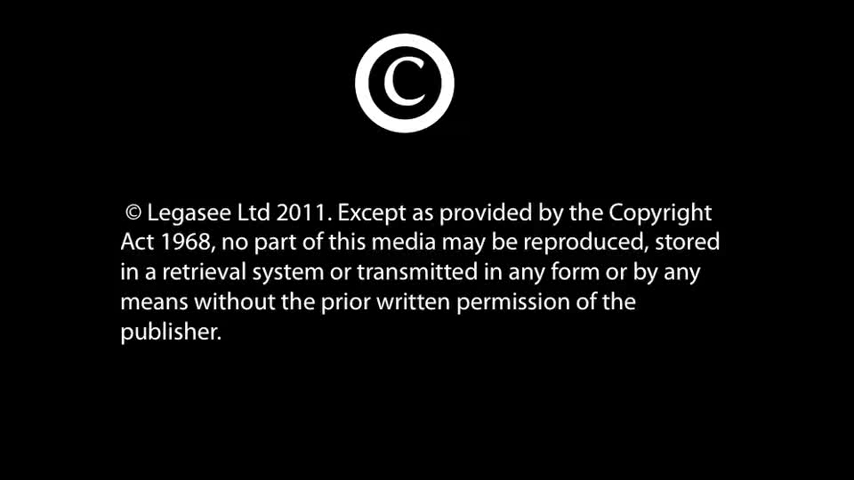 ©
© Legasee Ltd 2011. Except as provided by the Copyright
Act 1968, no part of this media may be reproduced, stored
in a retrieval system or transmitted in any form or by any
means without the prior written permission of the
publisher.